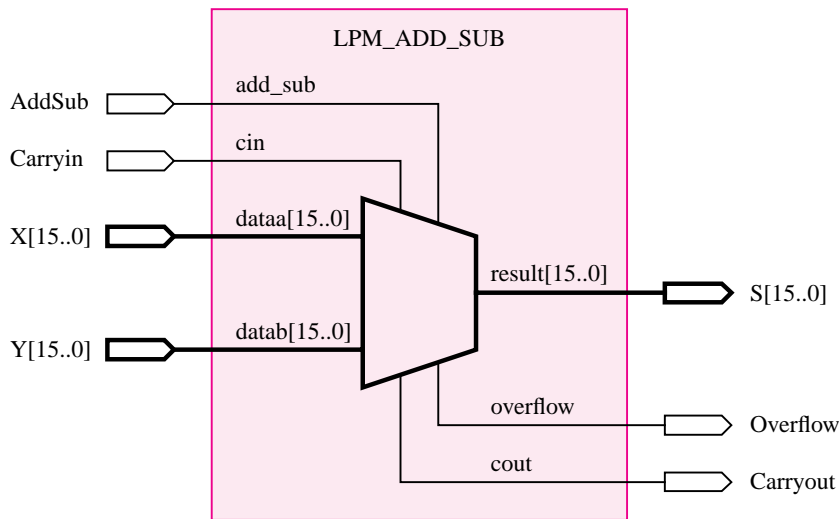 LPM_ADD_SUB
add_sub
AddSub
cin
Carryin
dataa[15..0]
X[15..0]
result[15..0]
S[15..0]
datab[15..0]
Y[15..0]
overflow
Overflow
cout
Carryout